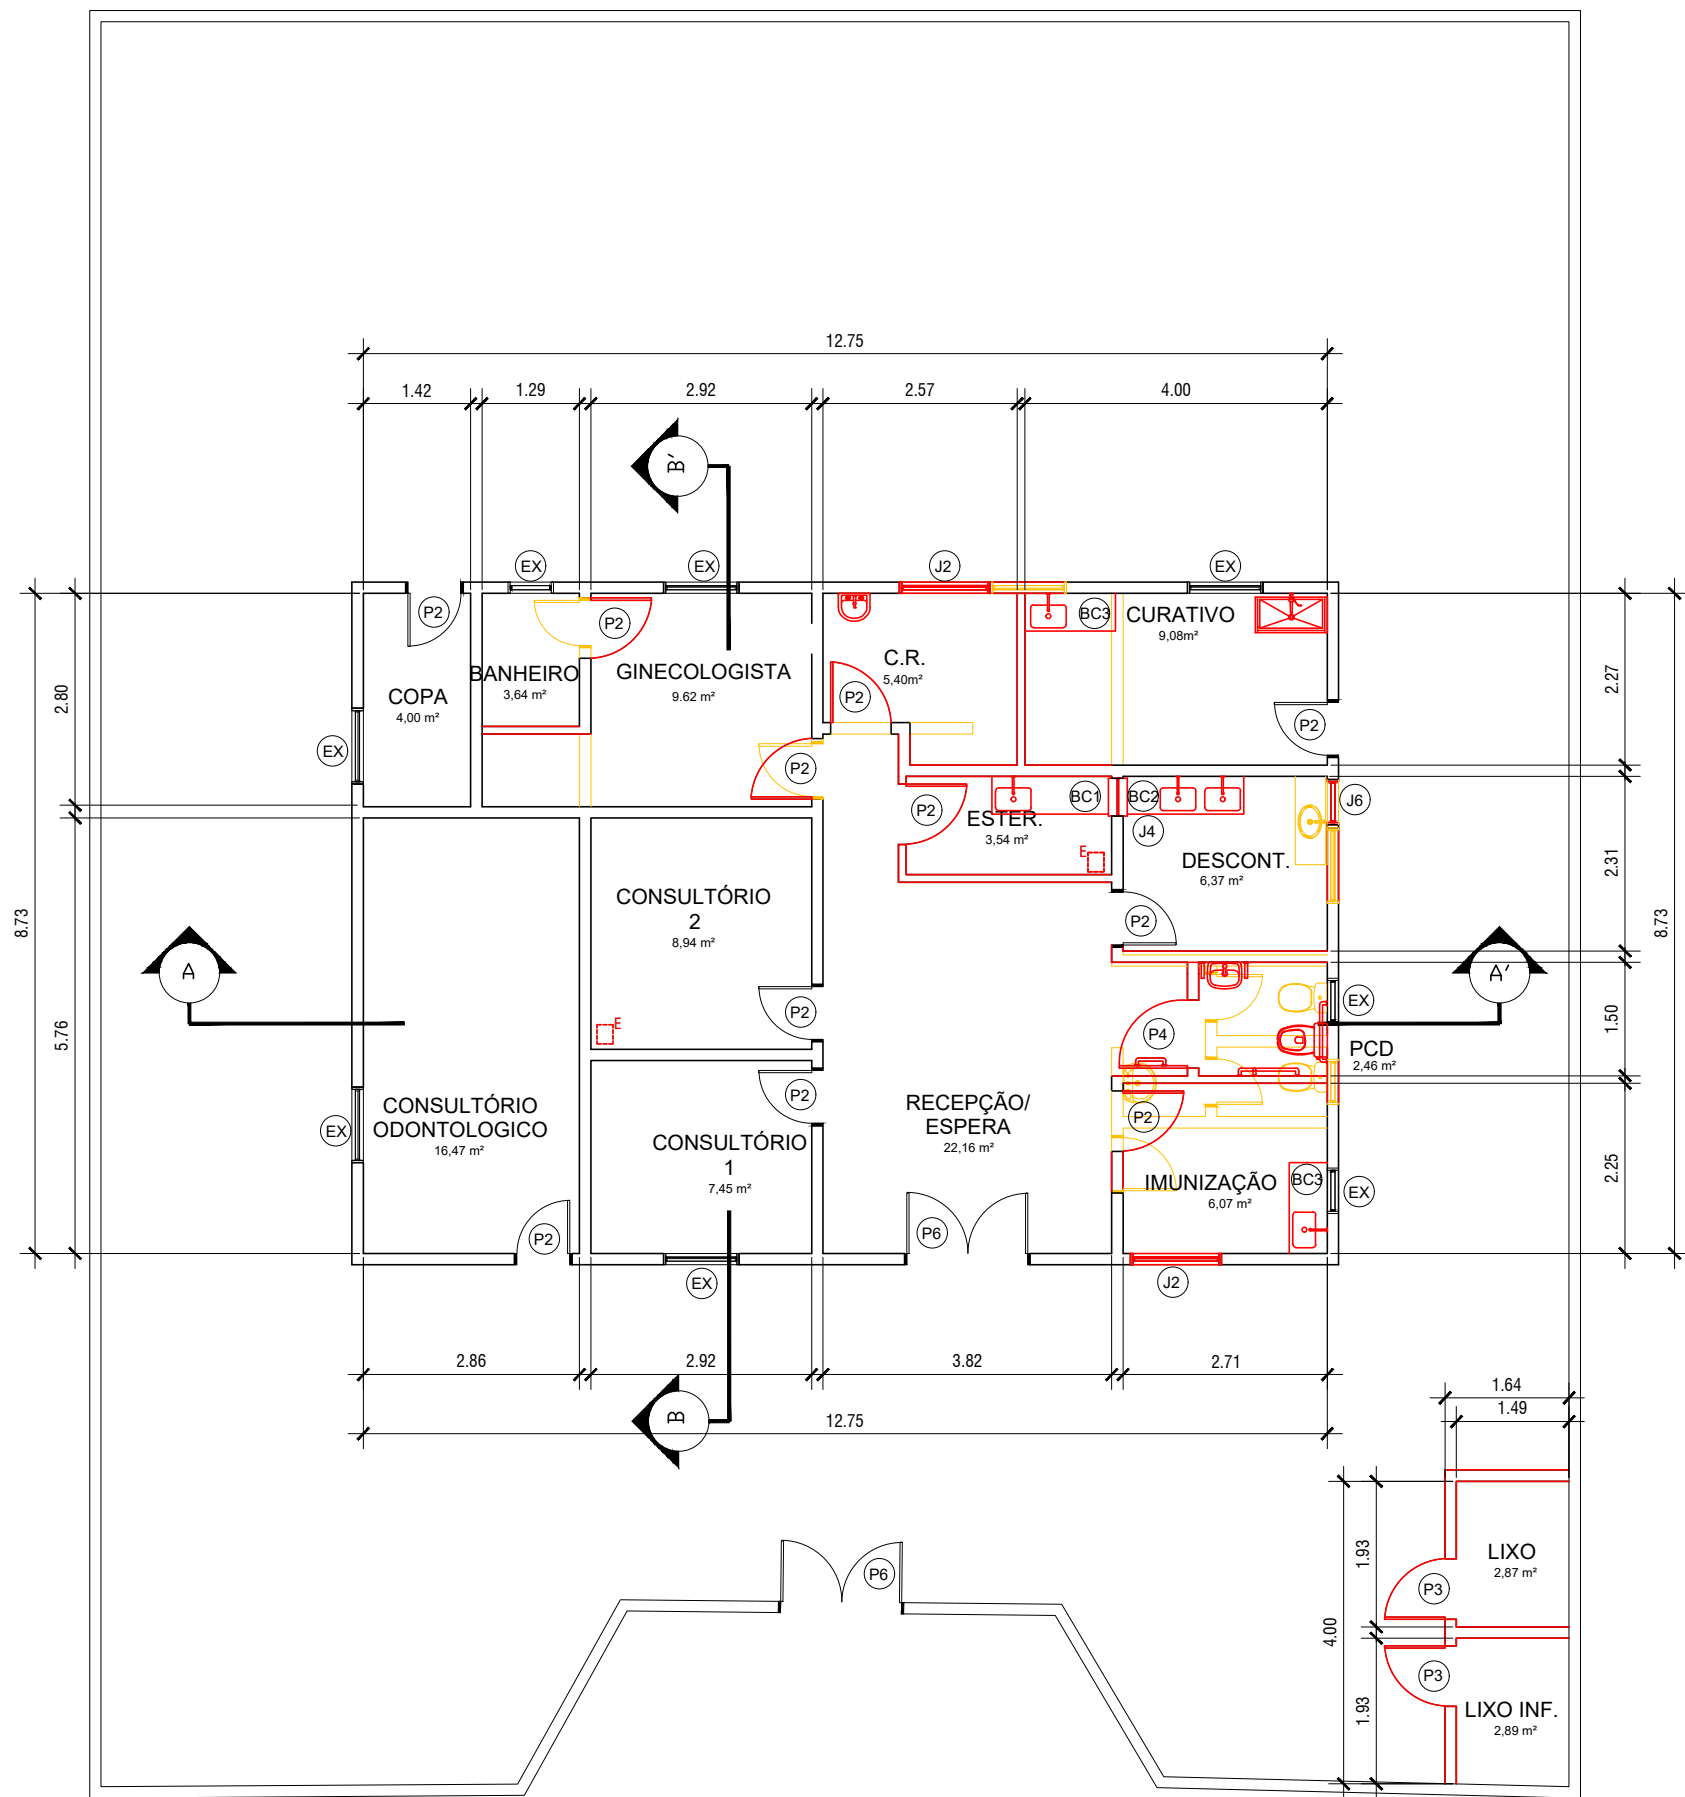 12.75
1.42
1.29
2.92
2.57
4.00
B'
EX
EX
J2
EX
P2
P2
BC3
CURATIVO
9,08m²
BANHEIRO
3,64 m²
GINECOLOGISTA
9.62 m²
C.R.
5,40m²
COPA
4,00 m²
P2
P2
2.80
2.27
EX
P2
BC1
BC2
J6
P2
ESTER.
3,54 m²
J4
E
DESCONT.
6,37 m²
2.31
CONSULTÓRIO
2
8,94 m²
P2
8.73
8.73
A
A'
EX
P2
E
P4
PCD
2,46 m²
1.50
5.76
CONSULTÓRIO
ODONTOLOGICO
16,47 m²
EX
P2
RECEPÇÃO/
ESPERA
22,16 m²
P2
CONSULTÓRIO
1
7,45 m²
IMUNIZAÇÃO
6,07 m²
BC3
EX
2.25
P2
P6
EX
J2
2.86
2.92
3.82
2.71
12.75
B
1.64
1.49
LIXO
2,87 m²
P3
1.93
4.00
P6
P3
LIXO INF.
2,89 m²
1.93